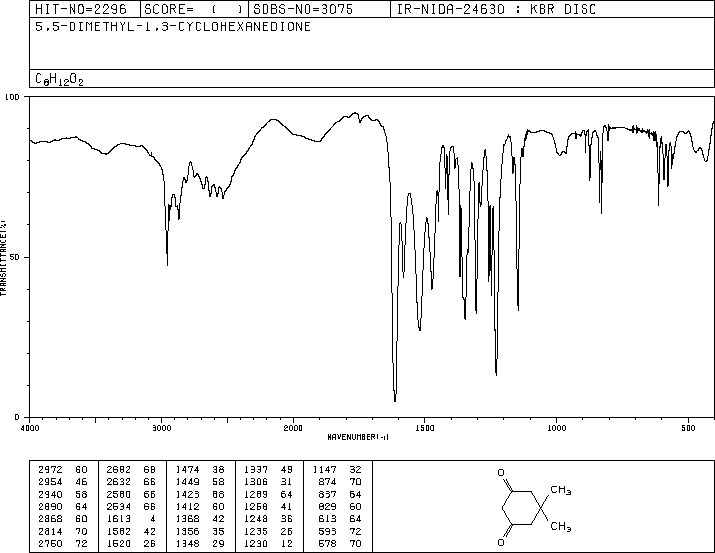 HIT-NO=2296 SCORE= ( ) SDBS-NO=3075 IR-NIDA-24630 : KBR DISC
5,5-DIMETHYL-1,3-CYCLOHEXANEDIONE
C8H12O2
100
50
0
TRANSMITTANCE(%)
4000 3000 2000 1500 1000 500
WAVENUMBER(-1)
2972 60 2682 68 1474 38 1337 49 1147 32
2954 46 2632 66 1449 58 1306 31 874 70
2940 58 2580 66 1423 68 1289 64 837 64
2890 64 2534 66 1412 60 1260 41 829 60
2868 60 1613 4 1368 42 1248 36 613 64
2814 70 1582 42 1356 35 1235 26 593 72
2760 72 1520 26 1348 29 1230 12 578 70
O
CH3
CH3
O